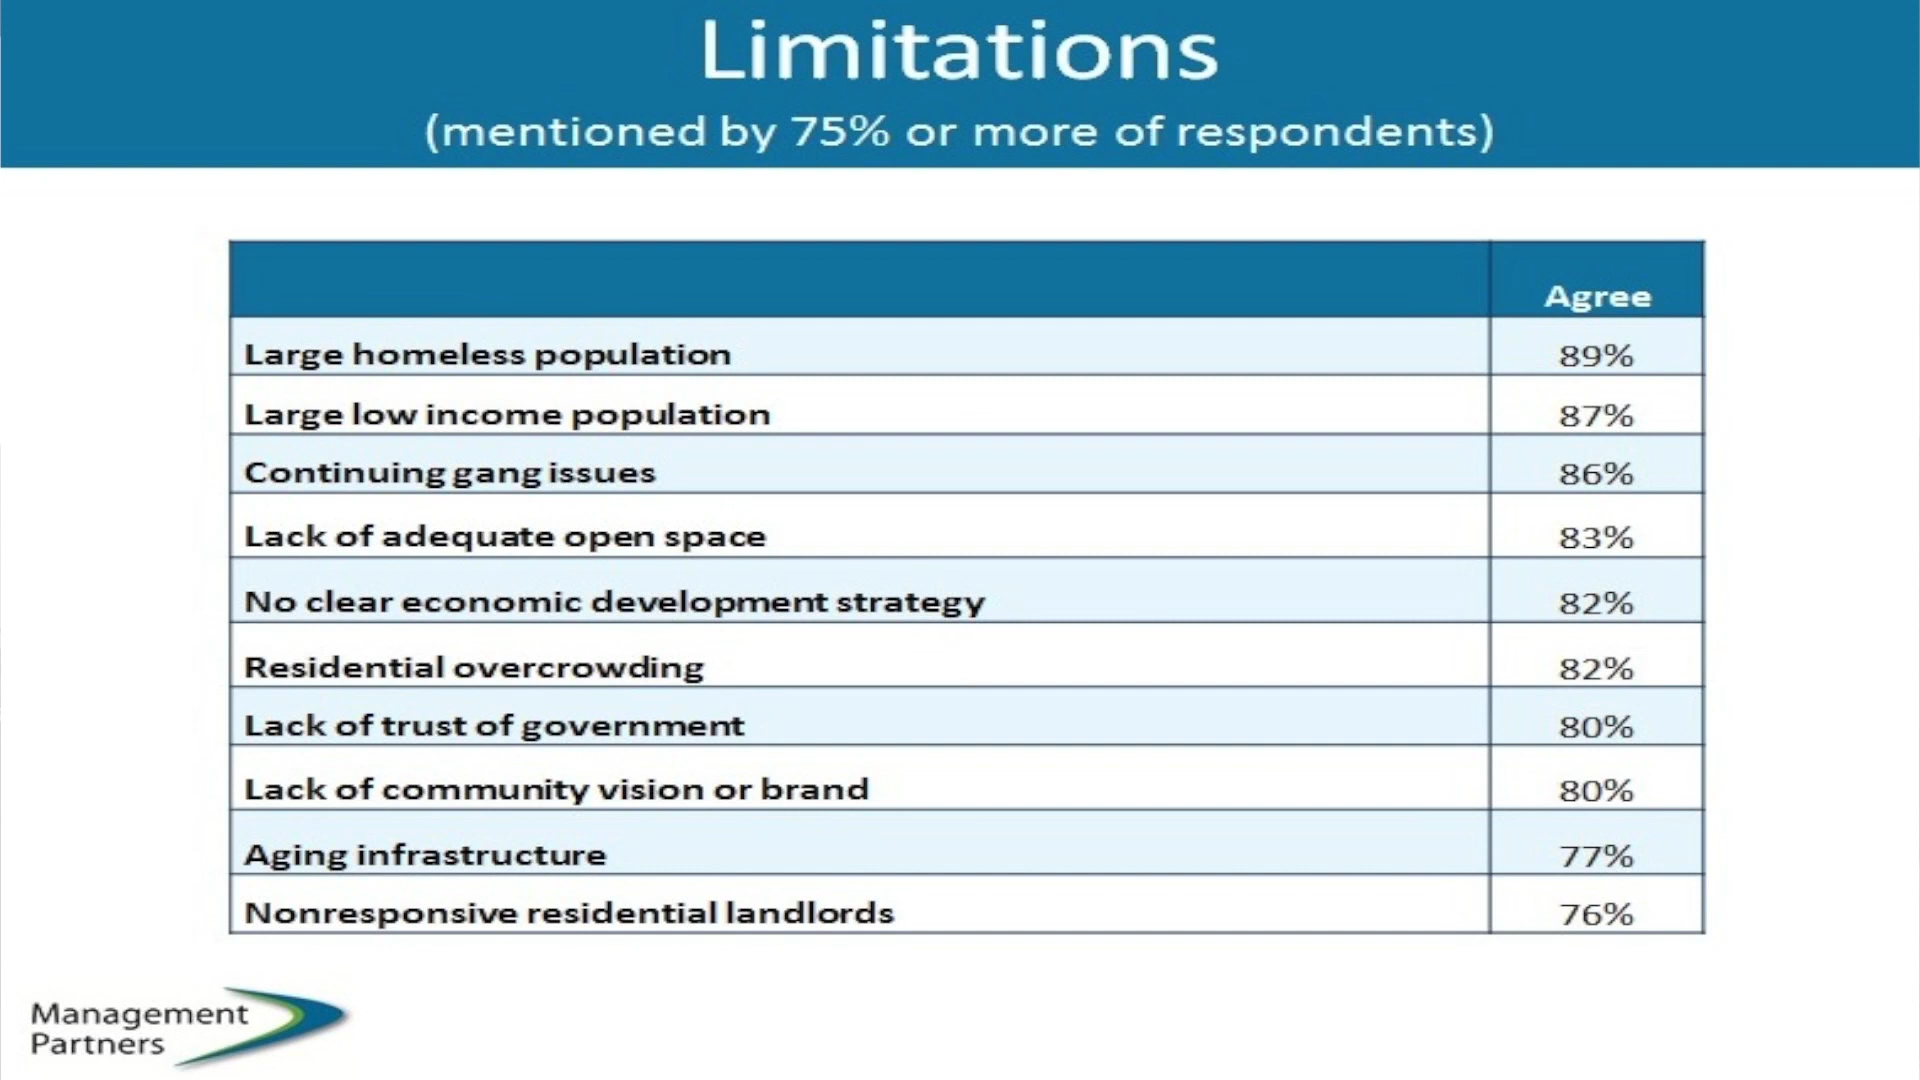 Limitations
(mentioned by 75% or more of respondents)
Agree
Large homeless population 89%
Large low income population 87%
Continuing gang issues 86%
Lack of adequate open space 83%
No clear economic development strategy 82%
Residential overcrowding 82%
Lack of trust of government 80%
Lack of community vision or brand 80%
Aging infrastructure 77%
Nonresponsive residential landlords 76%
Management
Partners